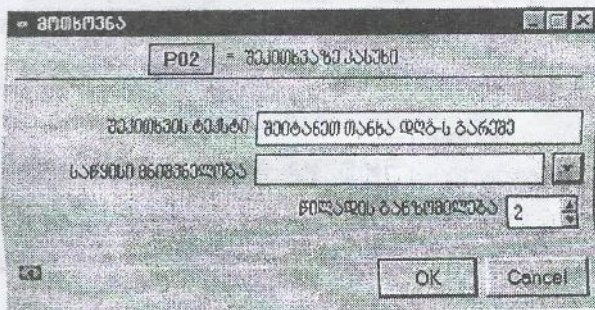 მოთხოვნა
P02 = შეკითხვაზე პასუხი
შეკითხვის ტექსტი შეიტანეთ თანხა დღგ-ს გარეშე
საწყისი მნიშვნელობა
წილადის განზომილება 2
OK Cancel